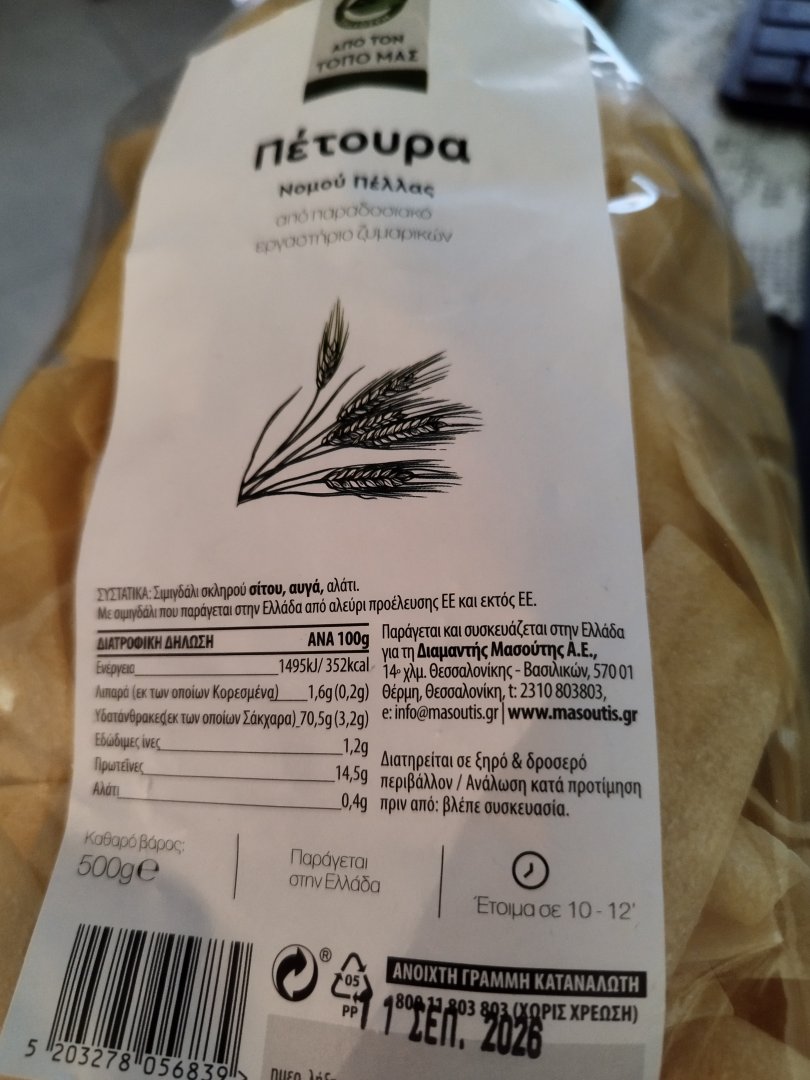 ΑΠΟ ΤΟΝ
ΤΟΠΟ ΜΑΣ
Πέτουρα
Νομού Πέλλας
από παραδοσιακό
εργαστήριο ζυμαρικών
ΣΥΣΤΑΤΙΚΑ: Σιμιγδάλι σκληρού σίτου, αυγά, αλάτι.
Με σιμιγδάλι που παράγεται στην Ελλάδα από αλεύρι προέλευσης ΕΕ και εκτός ΕΕ.
ΔΙΑΤΡΟΦΙΚΗ ΔΗΛΩΣΗ ΑΝΑ 100g
Ενέργεια 1495kJ/ 352kcal
Λιπαρά (εκ των οποίων Κορεσμένα) 1,6g (0,2g)
Υδατάνθρακες(εκ των οποίων Σάκχαρα) 70,5g (3,2g)
Εδώδιμες ίνες 1,2g
Πρωτεΐνες 14,5g
Αλάτι 0,4g
Παράγεται και συσκευάζεται στην Ελλάδα
για τη Διαμαντής Μασούτης Α.Ε.,
14ο χλμ. Θεσσαλονίκης - Βασιλικών, 570 01
Θέρμη, Θεσσαλονίκη, t: 2310 803803,
e: info@masoutis.gr | www.masoutis.gr
Διατηρείται σε ξηρό & δροσερό
περιβάλλον / Ανάλωση κατά προτίμηση
πριν από: βλέπε συσκευασία.
Καθαρό βάρος:
500g℮
Παράγεται
στην Ελλάδα
Έτοιμα σε 10 - 12'
®
05
PP
ΑΝΟΙΧΤΗ ΓΡΑΜΜΗ ΚΑΤΑΝΑΛΩΤΗ
800 11 803 803 (ΧΩΡΙΣ ΧΡΕΩΣΗ)
11 ΣΕΠ. 2026
5 203278 056839 >